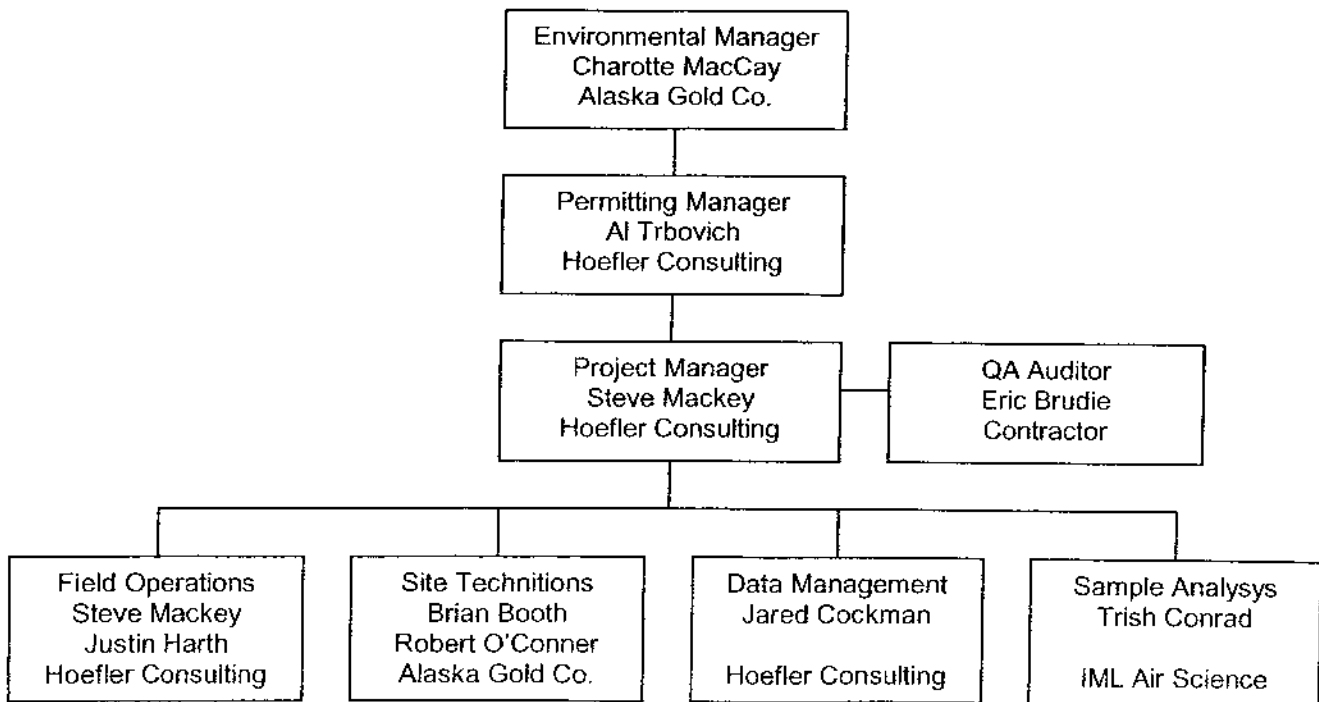 Environmental Manager
Charotte MacCay
Alaska Gold Co.
Permitting Manager
Al Trbovich
Hoefler Consulting
Project Manager
Steve Mackey
Hoefler Consulting
QA Auditor
Eric Brudie
Contractor
Field Operations
Steve Mackey
Justin Harth
Hoefler Consulting
Site Technitions
Brian Booth
Robert O'Conner
Alaska Gold Co.
Data Management
Jared Cockman
Hoefler Consulting
Sample Analysys
Trish Conrad
IML Air Science